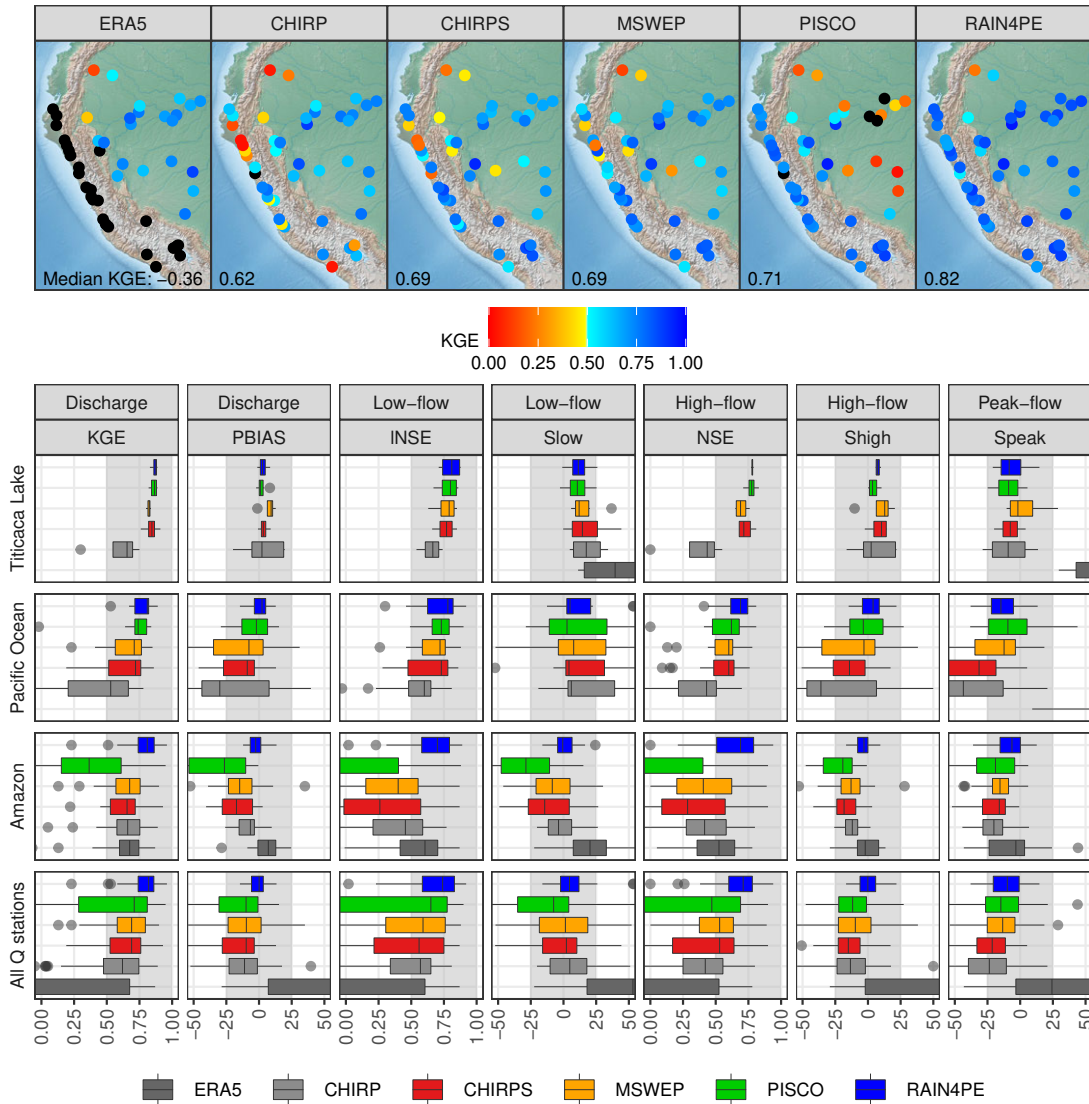 ERA5 CHIRP CHIRPS MSWEP PISCO RAIN4PE
Median KGE: −0.36 0.62 0.69 0.69 0.71 0.82
KGE
0.00 0.25 0.50 0.75 1.00
Discharge Discharge Low−flow Low−flow High−flow High−flow Peak−flow
KGE PBIAS lNSE Slow NSE Shigh Speak
Titicaca Lake
Pacific Ocean
Amazon
All Q stations
0.00 0.25 0.50 0.75 1.00 −50 −25 0 25 50 0.00 0.25 0.50 0.75 1.00 −50 −25 0 25 50 0.00 0.25 0.50 0.75 1.00 −50 −25 0 25 50 −50 −25 0 25 50
ERA5 CHIRP CHIRPS MSWEP PISCO RAIN4PE